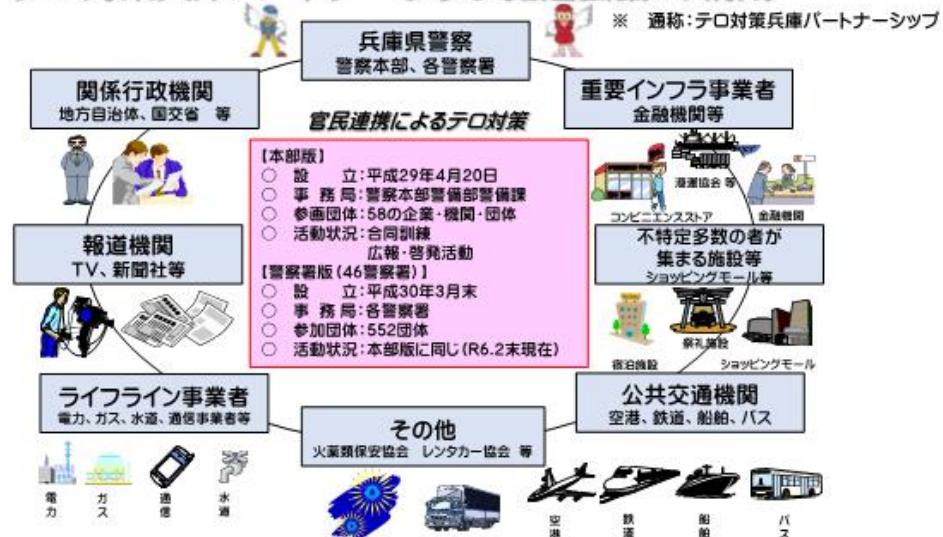 ※ 通称:テロ対策兵庫パートナーシップ
兵庫県警察
警察本部、各警察署
関係行政機関
地方自治体、国交省 等
重要インフラ事業者
金融機関等
官民連携によるテロ対策
【本部版】
○ 設 立:平成29年4月20日
○ 事 務 局:警察本部警備部警備課
○ 参画団体:58の企業・機関・団体
○ 活動状況:合同訓練
広報・啓発活動
【警察署版(46警察署)】
○ 設 立:平成30年3月末
○ 事 務 局:各警察署
○ 参加団体:552団体
○ 活動状況:本部版に同じ(R6.2末現在)
港運協会 等
コンビニエンスストア
金融機関
報道機関
TV、新聞社等
不特定多数の者が
集まる施設等
ショッピングモール等
宿泊施設
祭礼施設
ショッピングモール
ライフライン事業者
電力、ガス、水道、通信事業者等
公共交通機関
空港、鉄道、船舶、バス
その他
火薬類保安協会 レンタカー協会 等
電力
ガス
通信
水道
空港
鉄道
船舶
バス